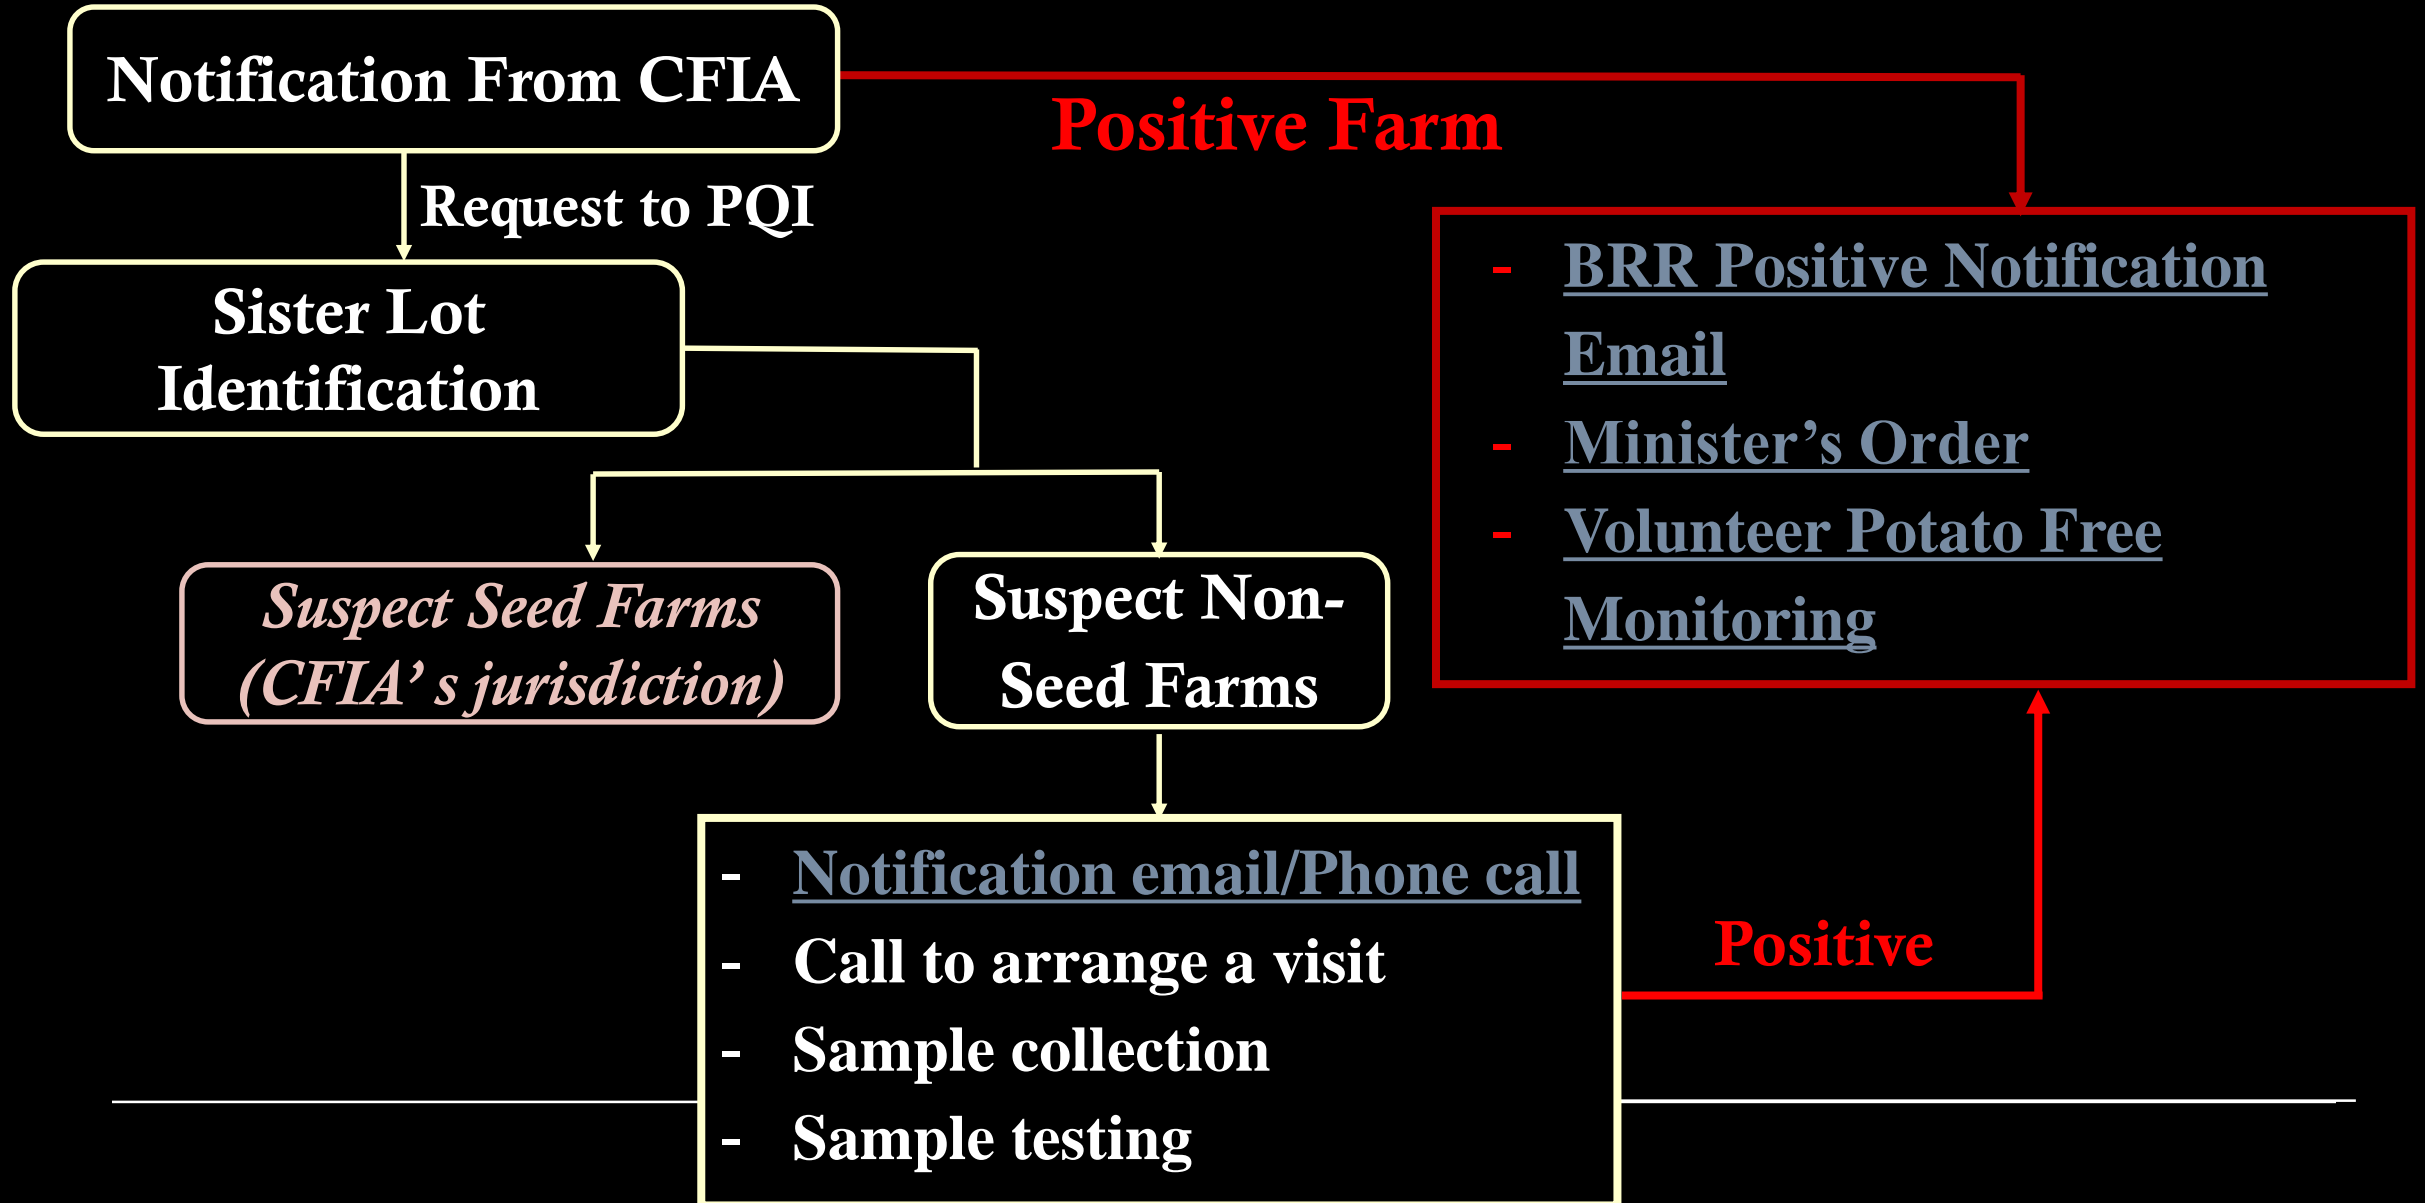 Notification From CFIA
Positive Farm
Request to PQI
Sister Lot
Identification
- BRR Positive Notification
Email
- Minister’s Order
- Volunteer Potato Free
Monitoring
Suspect Seed Farms
(CFIA’ s jurisdiction)
Suspect Non-
Seed Farms
- Notification email/Phone call
- Call to arrange a visit
- Sample collection
- Sample testing
Positive